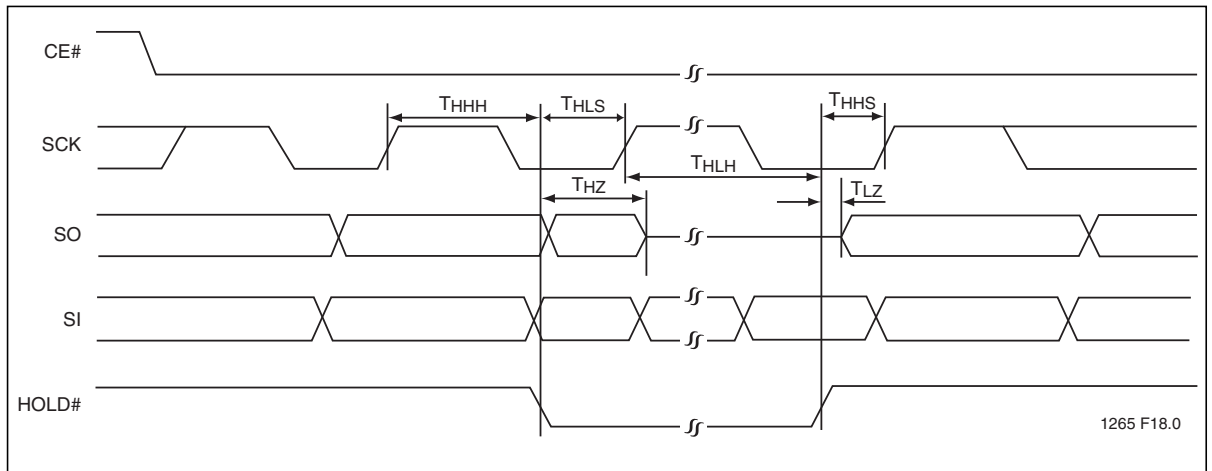 CE#
THHH
THLS
THHS
SCK
THLH
THZ
TLZ
SO
SI
HOLD#
1265 F18.0